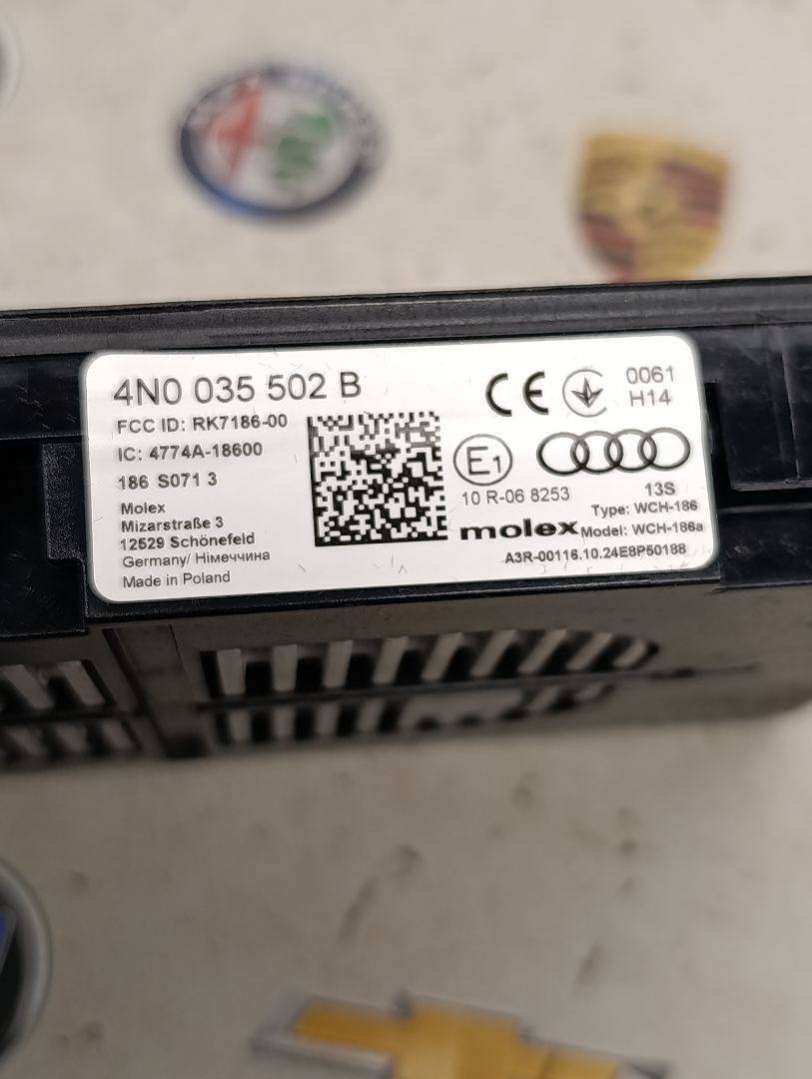 4N0 035 502 B
FCC ID: RK7186-00
IC: 4774A-18600
186 S071 3
Molex
Mizarstraße 3
12529 Schönefeld
Germany/ Німеччина
Made in Poland
CE
0061
H14
E1
10 R-06 8253
13S
Type: WCH-186
molex
Model: WCH-186a
A3R-00116.10.24E8P50188